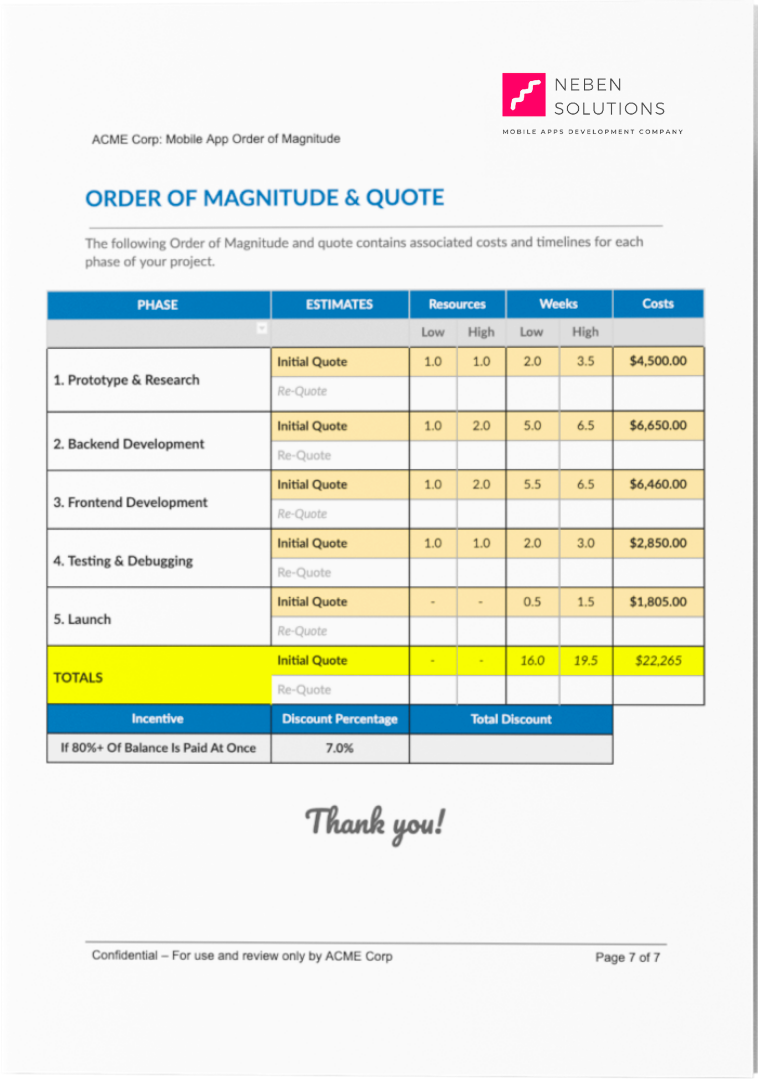 NEBEN
SOLUTIONS
MOBILE APPS DEVELOPMENT COMPANY
ACME Corp: Mobile App Order of Magnitude
ORDER OF MAGNITUDE & QUOTE
The following Order of Magnitude and quote contains associated costs and timelines for each
phase of your project.
PHASE ESTIMATES Resources Weeks Costs
Low High Low High
1. Prototype & Research
Initial Quote 1.0 1.0 2.0 3.5 $4,500.00
Re-Quote
2. Backend Development
Initial Quote 1.0 2.0 5.0 6.5 $6,650.00
Re-Quote
3. Frontend Development
Initial Quote 1.0 2.0 5.5 6.5 $6,460.00
Re-Quote
4. Testing & Debugging
Initial Quote 1.0 1.0 2.0 3.0 $2,850.00
Re-Quote
5. Launch
Initial Quote - - 0.5 1.5 $1,805.00
Re-Quote
TOTALS
Initial Quote - - 16.0 19.5 $22,265
Re-Quote
Incentive Discount Percentage Total Discount
If 80%+ Of Balance Is Paid At Once 7.0%
Thank you!
Confidential – For use and review only by ACME Corp Page 7 of 7